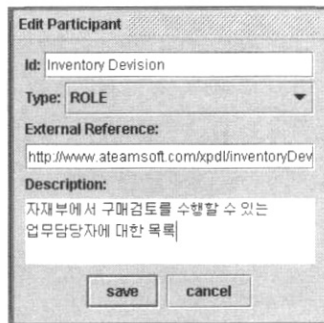 Edit Participant
Id: Inventory Devision
Type: ROLE
External Reference:
http://www.ateamsoft.com/xpdl/inventoryDev
Description:
자재부에서 구매검토를 수행할 수 있는
업무담당자에 대한 목록
save cancel